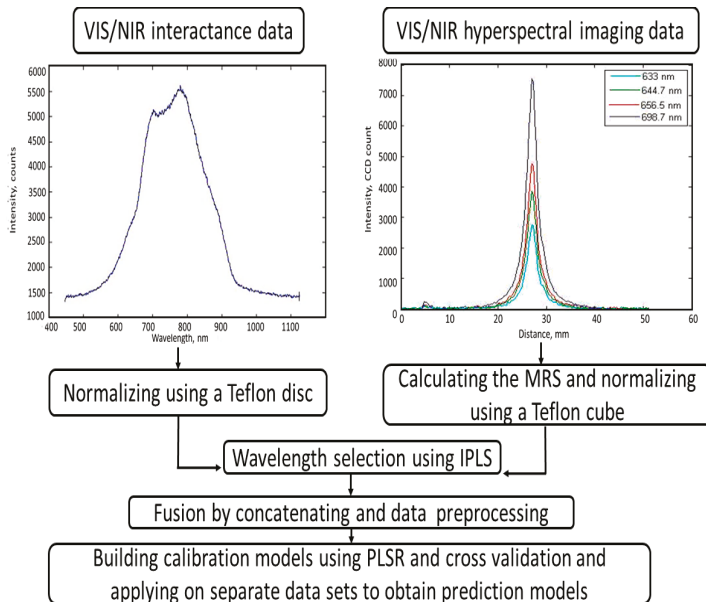 VIS/NIR interactance data
6000
5500
5000
4500
4000
3500
3000
2500
2000
1500
1000
Intensity, counts
400 500 600 700 800 900 1000 1100
Wavelength, nm
VIS/NIR hyperspectral imaging data
8000
7000
6000
5000
4000
3000
2000
1000
0
Intensity, CCD count
633 nm
644.7 nm
656.5 nm
698.7 nm
0 10 20 30 40 50 60
Distance, mm
Normalizing using a Teflon disc
Calculating the MRS and normalizing
using a Teflon cube
Wavelength selection using IPLS
Fusion by concatenating and data preprocessing
Building calibration models using PLSR and cross validation and
applying on separate data sets to obtain prediction models